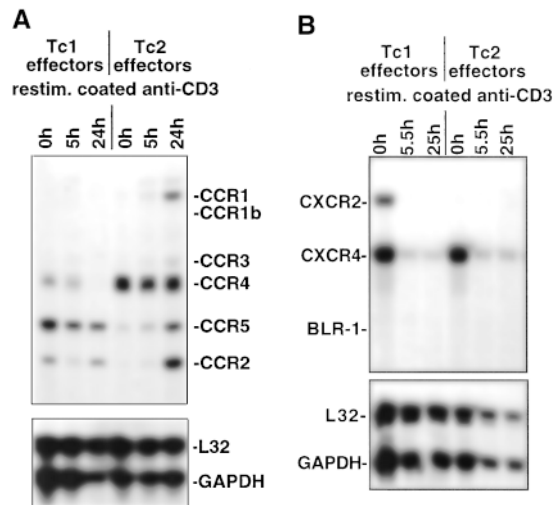 A
Tc1 Tc2
effectors effectors
restim. coated anti-CD3
0h 5h 24h 0h 5h 24h
-CCR1
-CCR1b
-CCR3
-CCR4
-CCR5
-CCR2
-L32
-GAPDH
B
Tc1 Tc2
effectors effectors
restim. coated anti-CD3
0h 5.5h 25h 0h 5.5h 25h
CXCR2-
CXCR4-
BLR-1-
L32-
GAPDH-